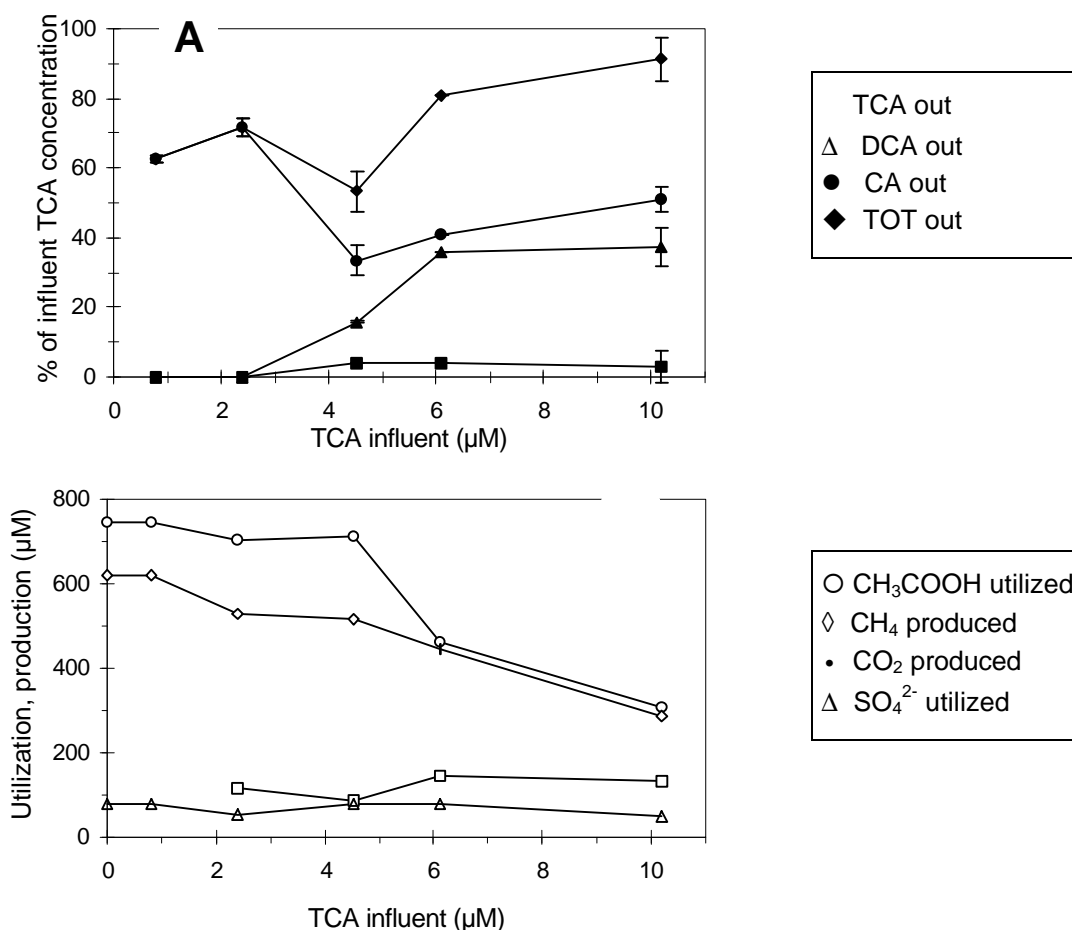 A
% of influent TCA concentration
100
80
60
40
20
0
0 2 4 6 8 10
TCA influent (µM)
TCA out
DCA out
CA out
TOT out
Utilization, production (µM)
800
600
400
200
0
0 2 4 6 8 10
TCA influent (µM)
CH₃COOH utilized
CH₄ produced
CO₂ produced
SO₄²⁻ utilized